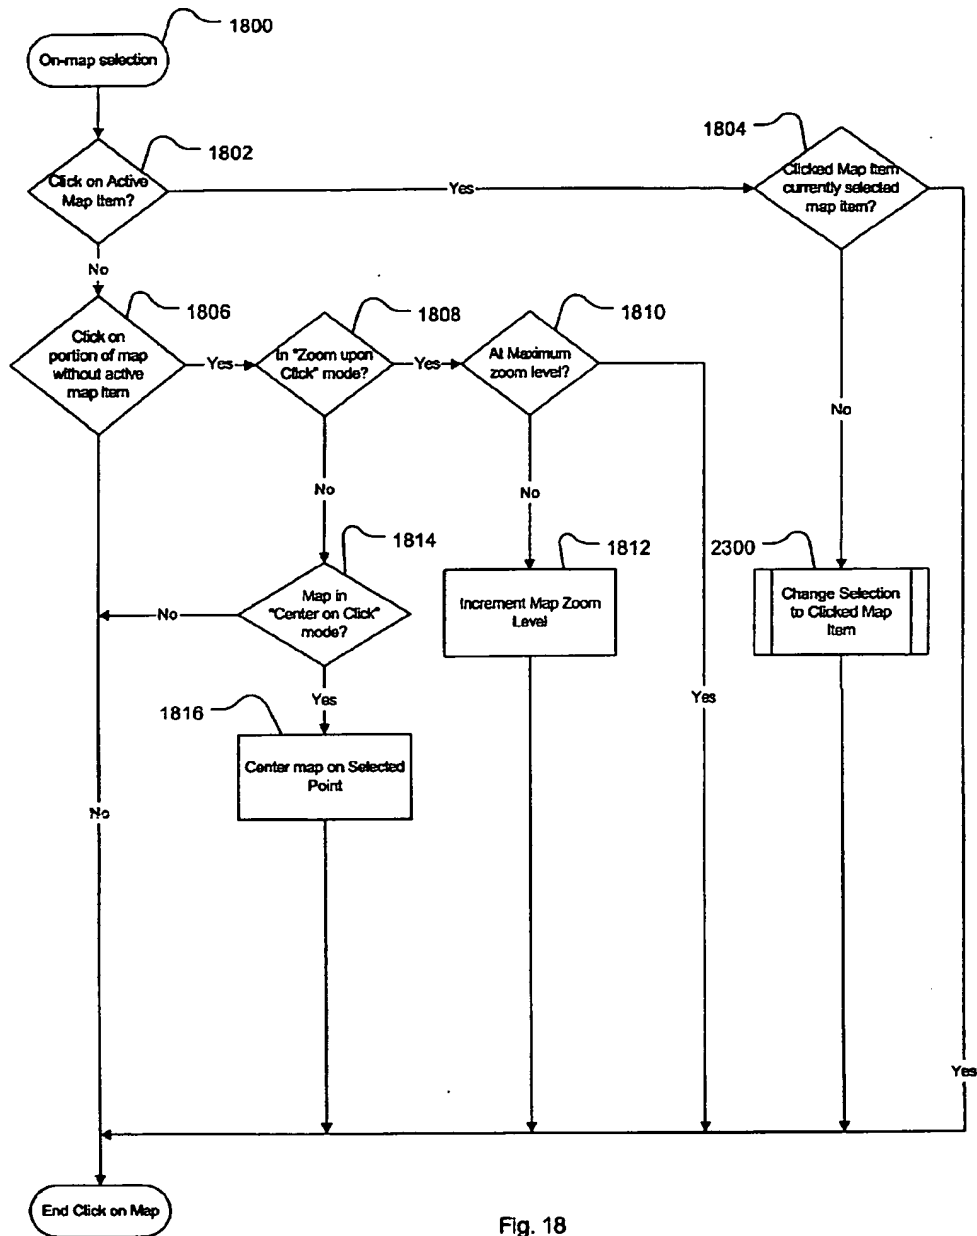 1800
On-map selection
1802
Click on Active
Map Item?
Yes
1804
Clicked Map Item
currently selected
map item?
No
1806
Click on
portion of map
without active
map item
Yes
1808
In "Zoom upon
Click" mode?
Yes
1810
At Maximum
zoom level?
No
No
No
1814
Map in
"Center on Click"
mode?
No
1812
Increment Map Zoom
Level
2300
Change Selection
to Clicked Map
Item
Yes
Yes
1816
Center map on Selected
Point
No
Yes
End Click on Map
Fig. 18